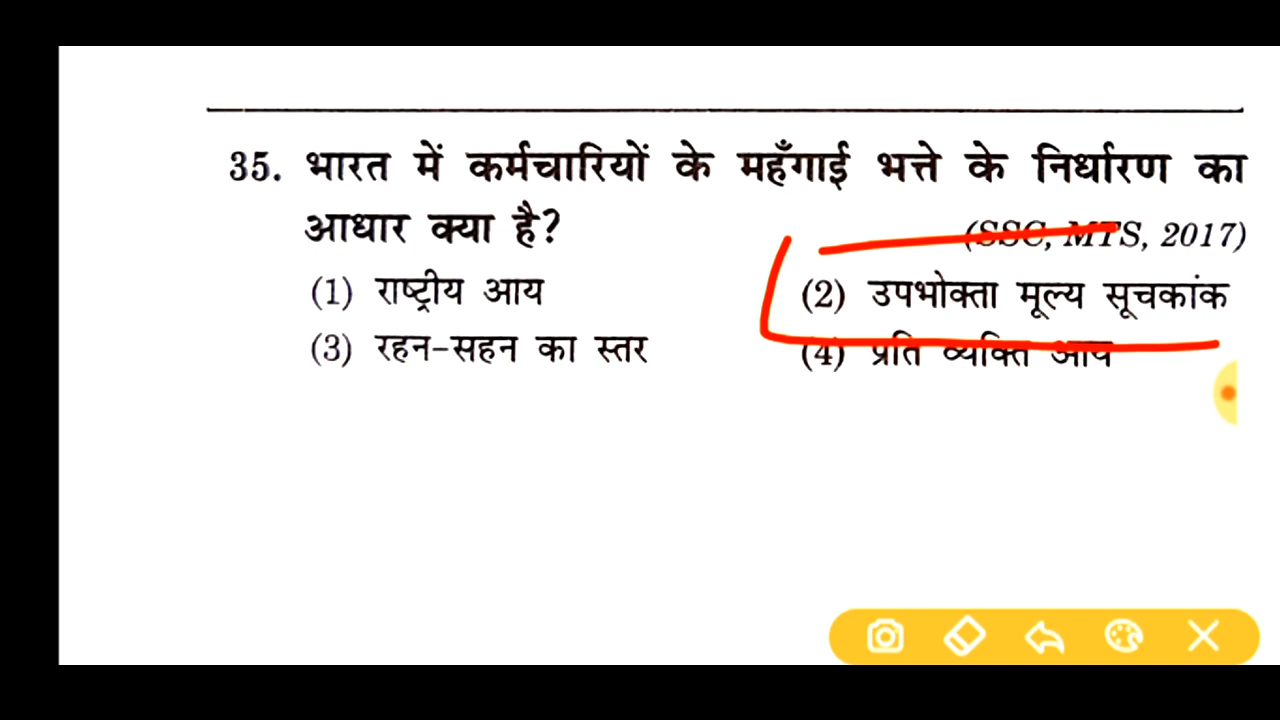 35. भारत में कर्मचारियों के महँगाई भत्ते के निर्धारण का
आधार क्या है? (SSC, MTS, 2017)
(1) राष्ट्रीय आय (2) उपभोक्ता मूल्य सूचकांक
(3) रहन-सहन का स्तर (4) प्रति व्यक्ति आय